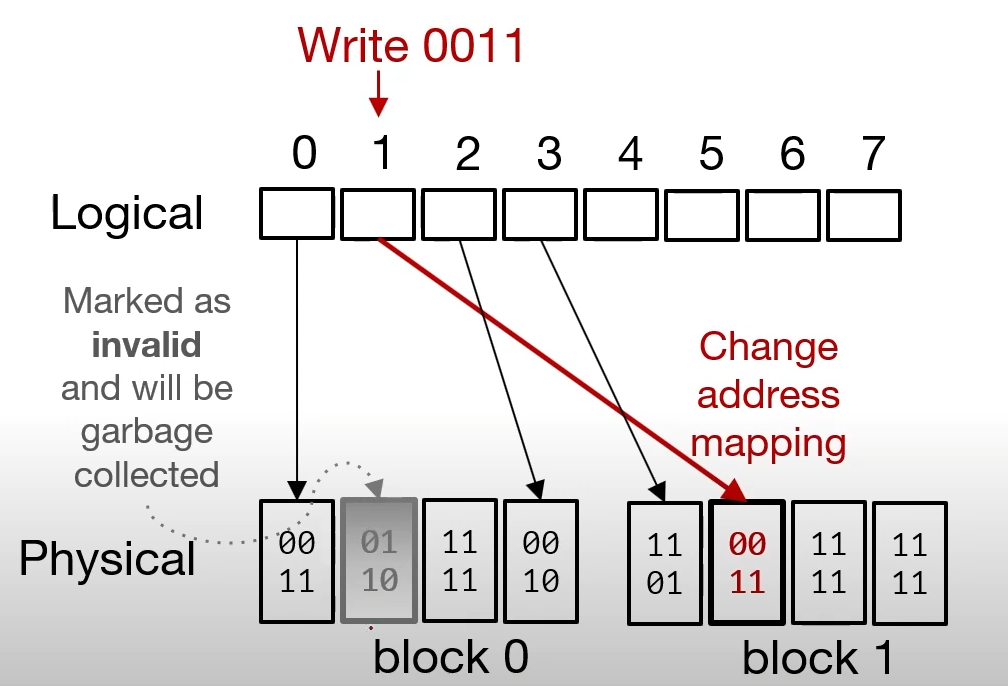 Write 0011
0 1 2 3 4 5 6 7
Logical
Marked as
invalid
and will be
garbage
collected
Change
address
mapping
Physical
00 01 11 00 11 00 11 11
11 10 11 10 01 11 11 11
block 0 block 1